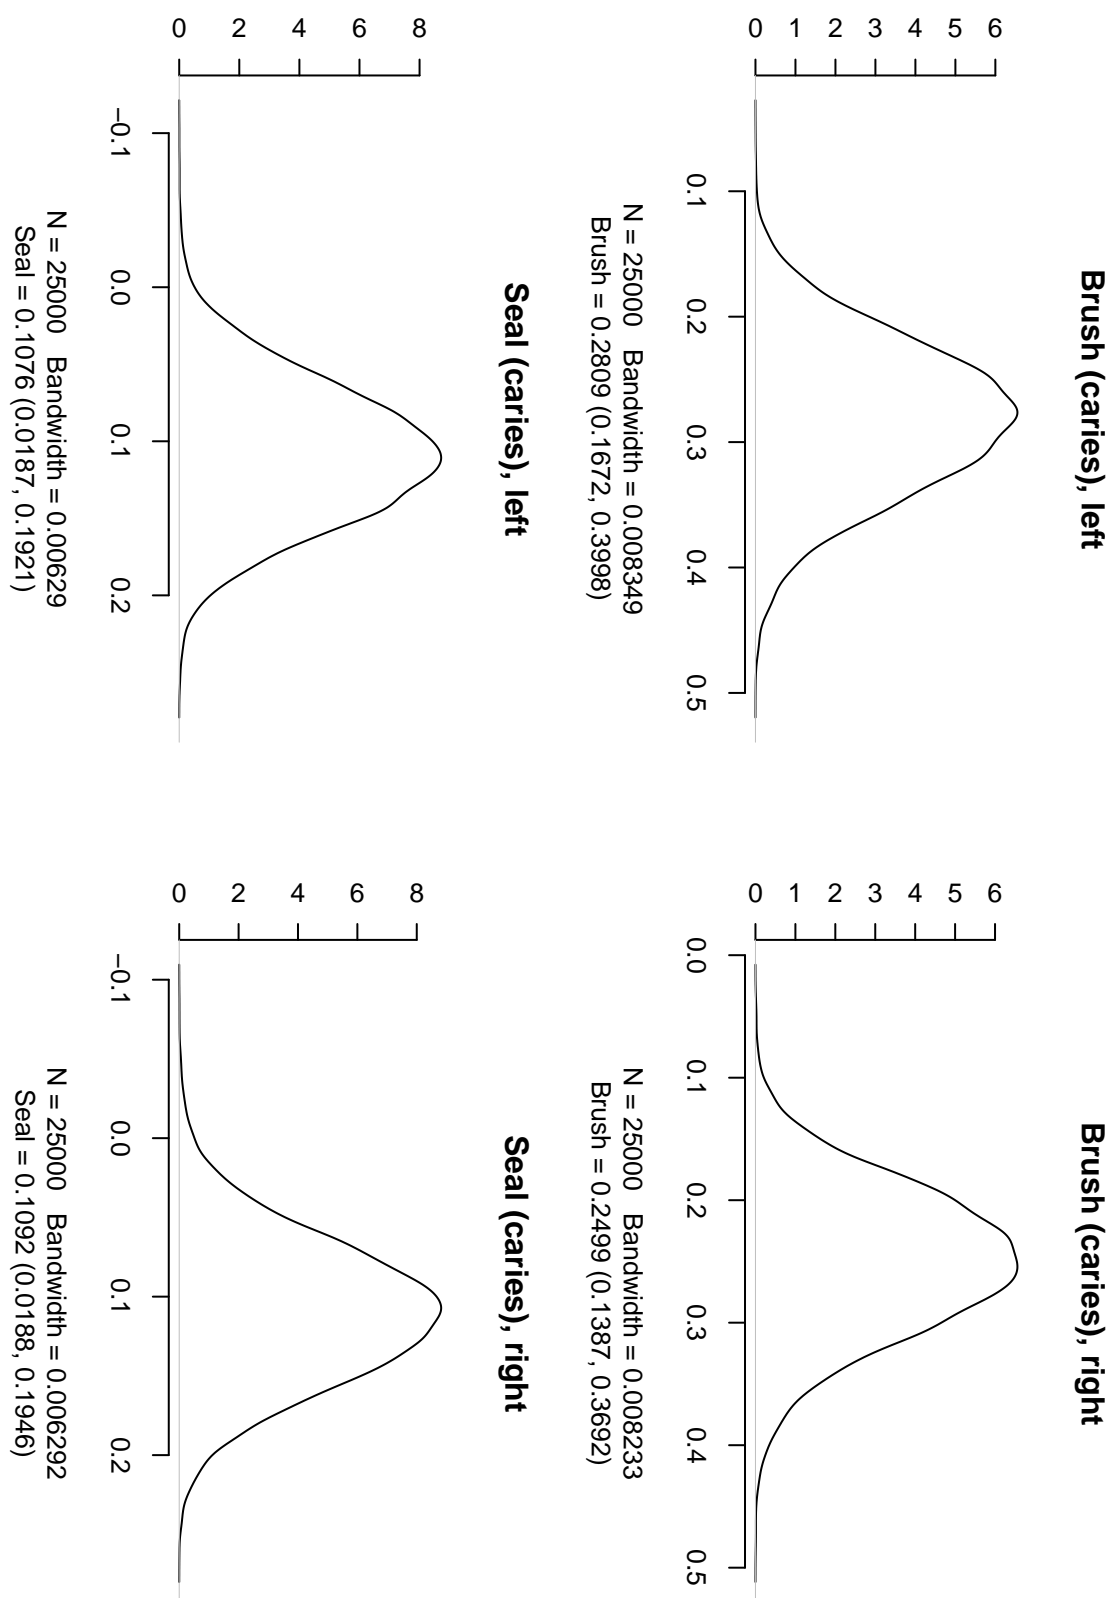 Brush (caries), left
0 1 2 3 4 5 6
0.1 0.2 0.3 0.4 0.5
N = 25000 Bandwidth = 0.008349
Brush = 0.2809 (0.1672, 0.3998)
Brush (caries), right
0 1 2 3 4 5 6
0.0 0.1 0.2 0.3 0.4 0.5
N = 25000 Bandwidth = 0.008233
Brush = 0.2499 (0.1387, 0.3692)
Seal (caries), left
0 2 4 6 8
−0.1 0.0 0.1 0.2
N = 25000 Bandwidth = 0.00629
Seal = 0.1076 (0.0187, 0.1921)
Seal (caries), right
0 2 4 6 8
−0.1 0.0 0.1 0.2
N = 25000 Bandwidth = 0.006292
Seal = 0.1092 (0.0188, 0.1946)